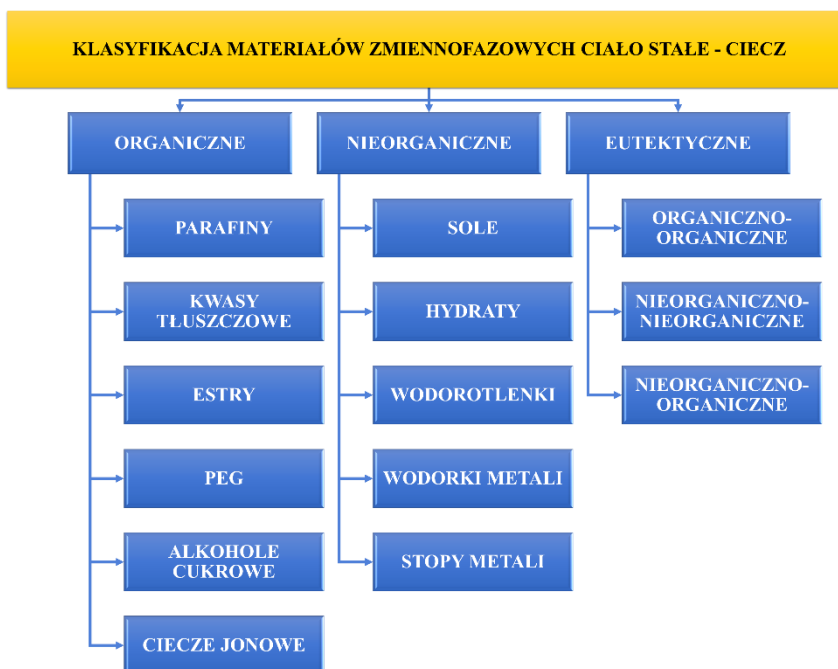 KLASYFIKACJA MATERIAŁÓW ZMIENNOFAZOWYCH CIAŁO STAŁE - CIECZ
ORGANICZNE
PARAFINY
KWASY
TŁUSZCZOWE
ESTRY
PEG
ALKOHOLE
CUKROWE
CIECZE JONOWE
NIEORGANICZNE
SOLE
HYDRATY
WODOROTLENKI
WODORKI METALI
STOPY METALI
EUTEKTYCZNE
ORGANICZNO-
ORGANICZNE
NIEORGANICZNO-
NIEORGANICZNE
NIEORGANICZNO-
ORGANICZNE